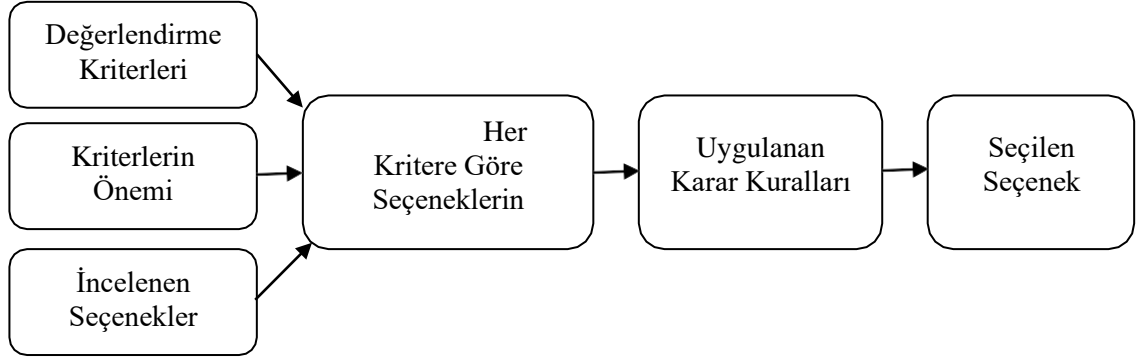 Değerlendirme
Kriterleri
Kriterlerin
Önemi
İncelenen
Seçenekler
Her
Kritere Göre
Seçeneklerin
Uygulanan
Karar Kuralları
Seçilen
Seçenek